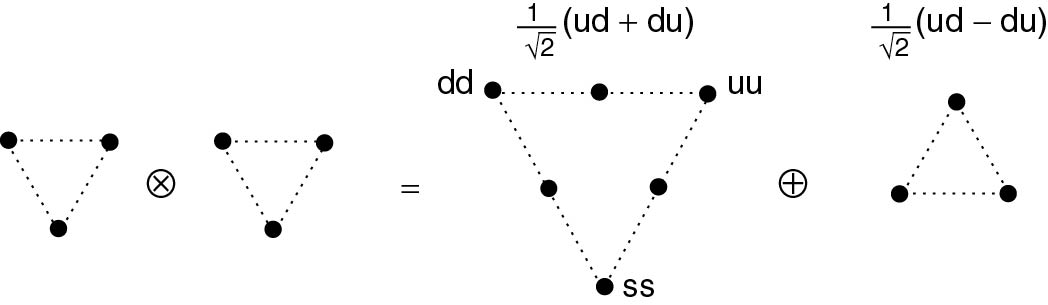 1/√2 (ud + du)
1/√2 (ud − du)
dd
uu
⊗
=
⊕
ss